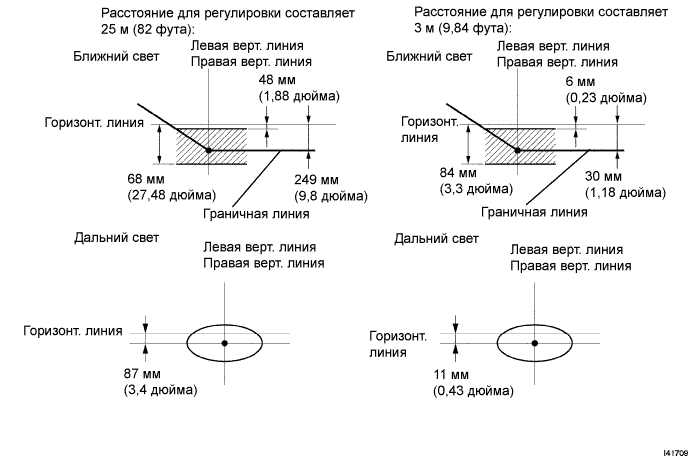 Расстояние для регулировки составляет
25 м (82 фута):
Ближний свет
Левая верт. линия
Правая верт. линия
48 мм
(1,88 дюйма)
Горизонт. линия
68 мм
(27,48 дюйма)
249 мм
(9,8 дюйма)
Граничная линия
Дальний свет
Левая верт. линия
Правая верт. линия
Горизонт. линия
87 мм
(3,4 дюйма)
Расстояние для регулировки составляет
3 м (9,84 фута):
Ближний свет
Левая верт. линия
Правая верт. линия
6 мм
(0,23 дюйма)
Горизонт.
линия
84 мм
(3,3 дюйма)
30 мм
(1,18 дюйма)
Граничная линия
Дальний свет
Левая верт. линия
Правая верт. линия
Горизонт.
линия
11 мм
(0,43 дюйма)
I41709